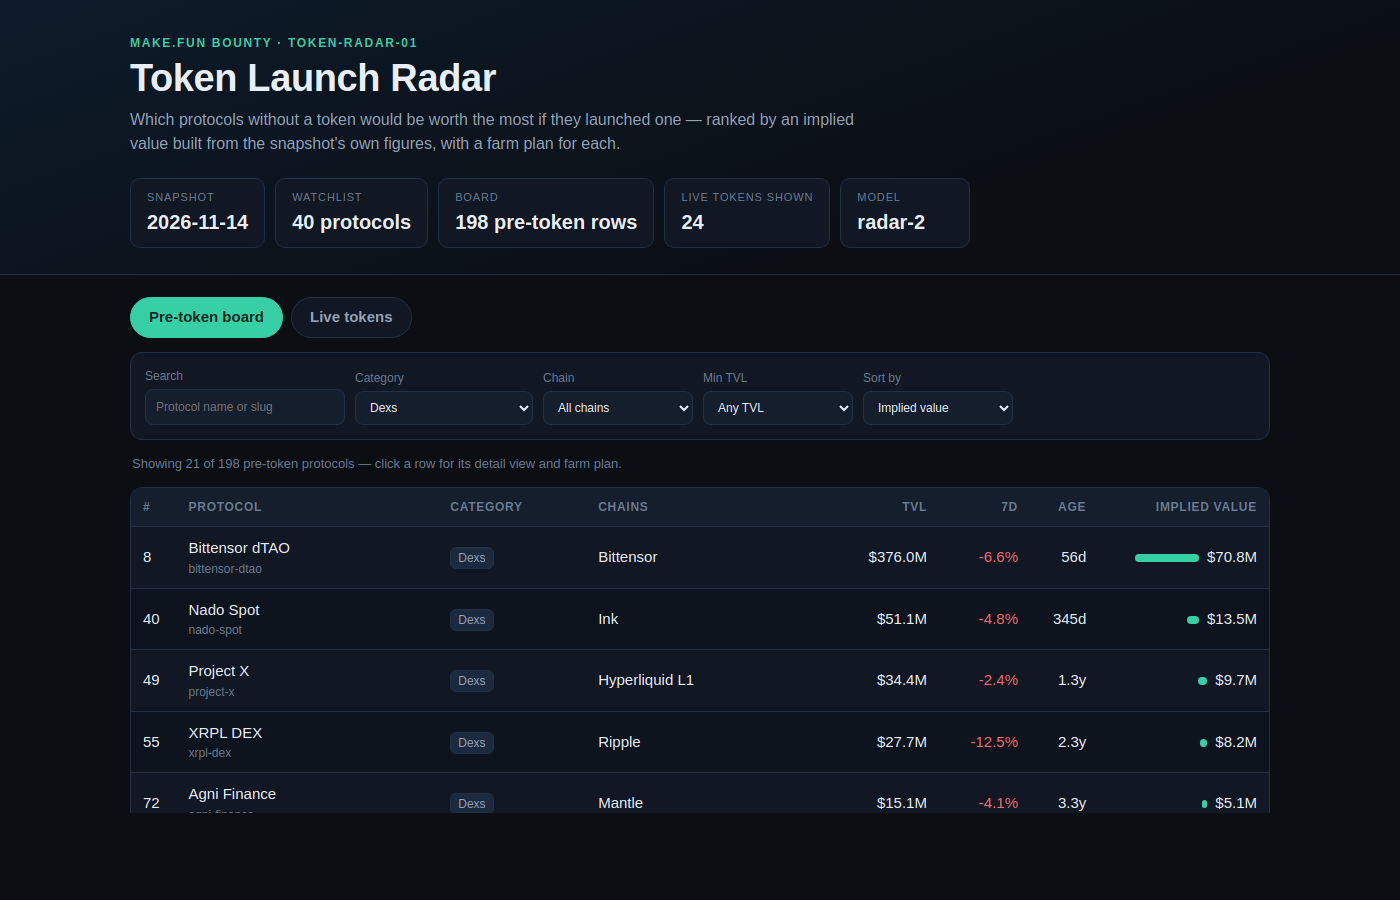 MAKE.FUN BOUNTY · TOKEN-RADAR-01
Token Launch Radar
Which protocols without a token would be worth the most if they launched one — ranked by an implied
value built from the snapshot's own figures, with a farm plan for each.
SNAPSHOT
2026-11-14
WATCHLIST
40 protocols
BOARD
198 pre-token rows
LIVE TOKENS SHOWN
24
MODEL
radar-2
Pre-token board
Live tokens
Search
Protocol name or slug
Category
Dexs
Chain
All chains
Min TVL
Any TVL
Sort by
Implied value
Showing 21 of 198 pre-token protocols — click a row for its detail view and farm plan.
# PROTOCOL CATEGORY CHAINS TVL 7D AGE IMPLIED VALUE
8 Bittensor dTAO Dexs Bittensor $376.0M -6.6% 56d $70.8M
bittensor-dtao
40 Nado Spot Dexs Ink $51.1M -4.8% 345d $13.5M
nado-spot
49 Project X Dexs Hyperliquid L1 $34.4M -2.4% 1.3y $9.7M
project-x
55 XRPL DEX Dexs Ripple $27.7M -12.5% 2.3y $8.2M
xrpl-dex
72 Agni Finance Dexs Mantle $15.1M -4.1% 3.3y $5.1M